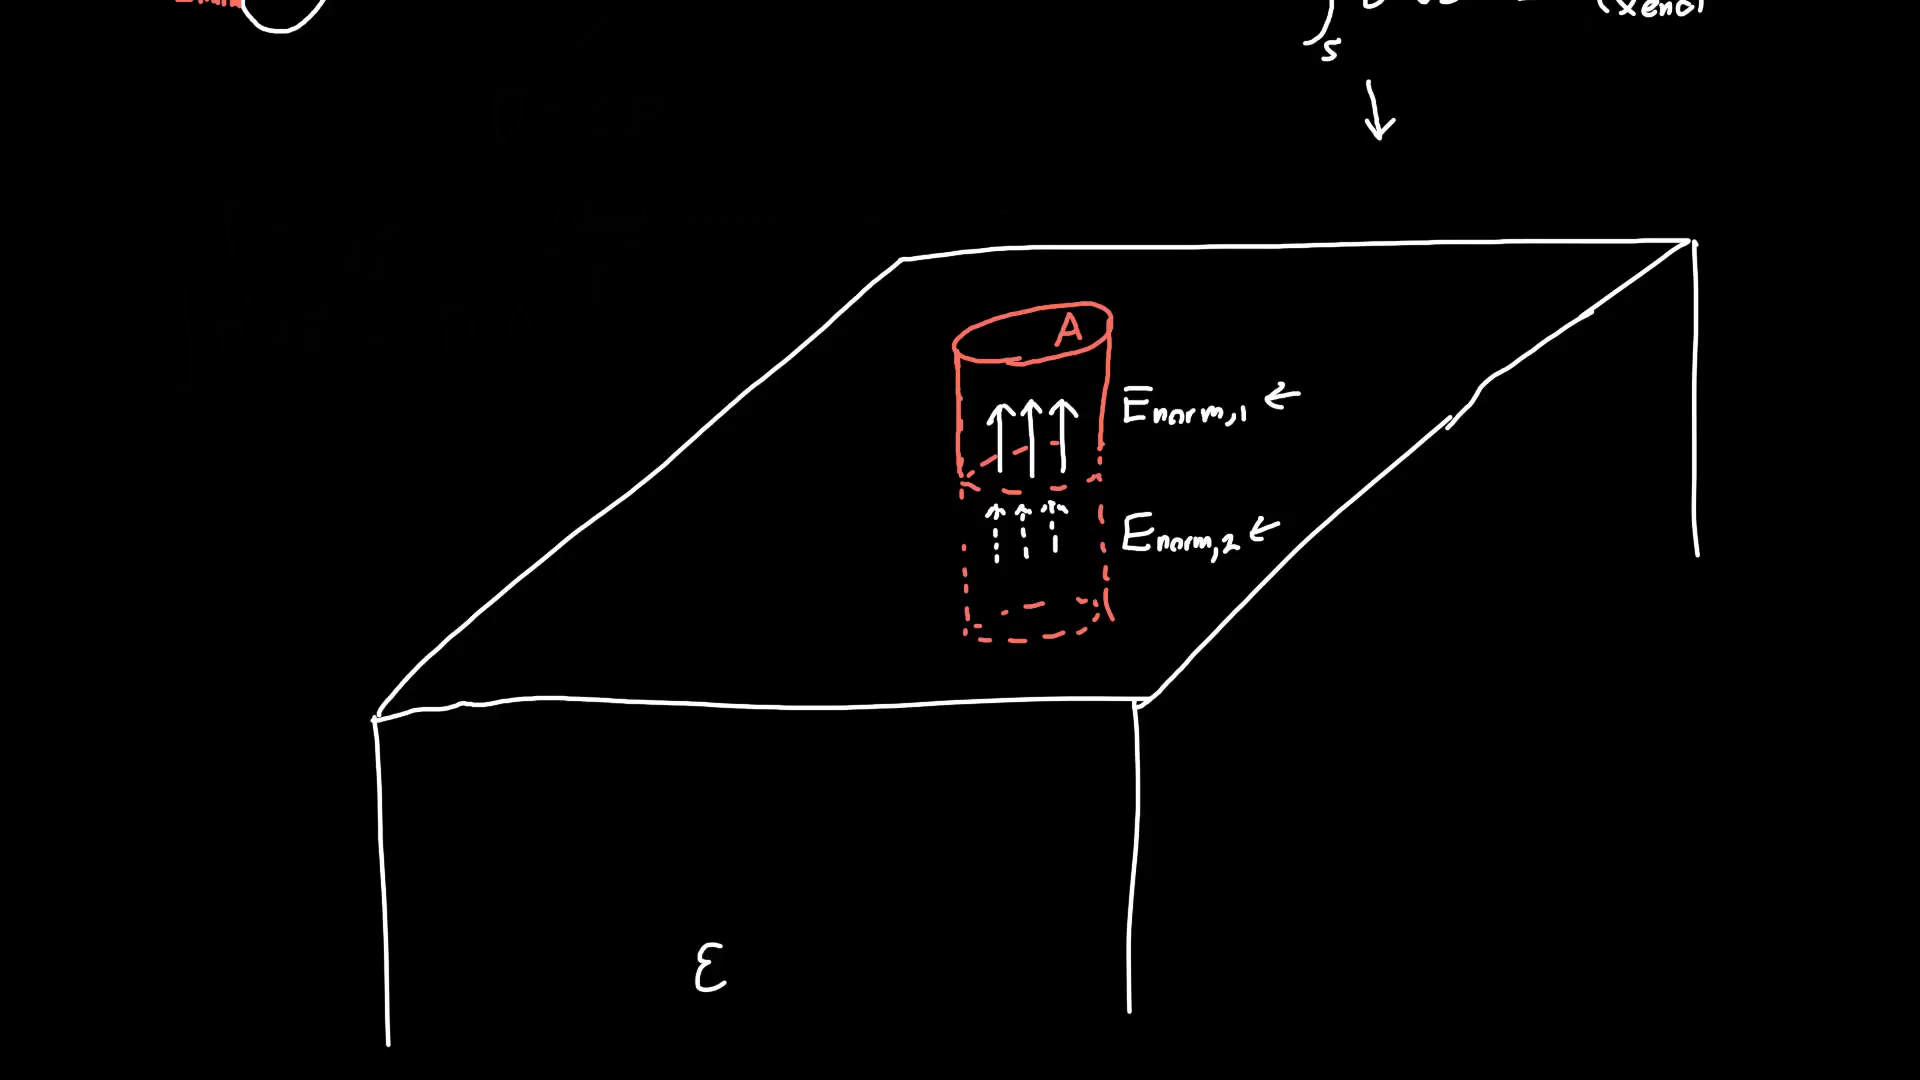 S
A
Enorm,1 ←
Enorm,2 ←
ε